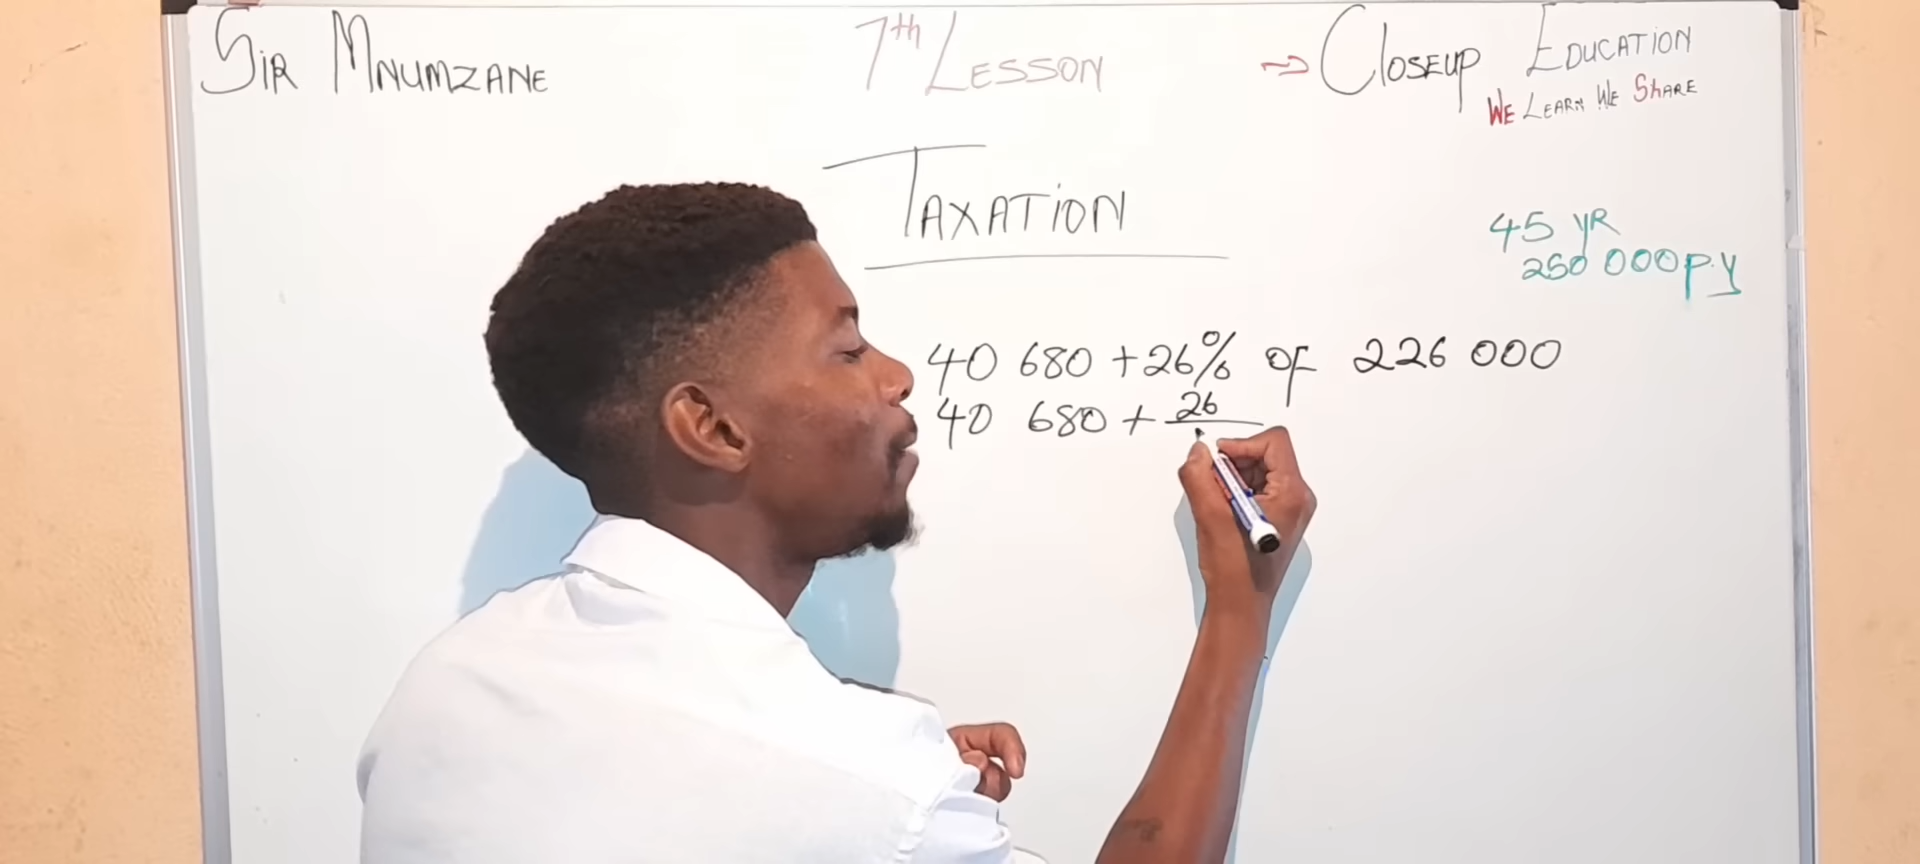 SIR MNUMZANE
7th LESSON
→ CLOSEUP EDUCATION
WE LEARN WE SHARE
TAXATION
45 YR
250 000 P.Y
40 680 + 26% of 226 000
40 680 + 26